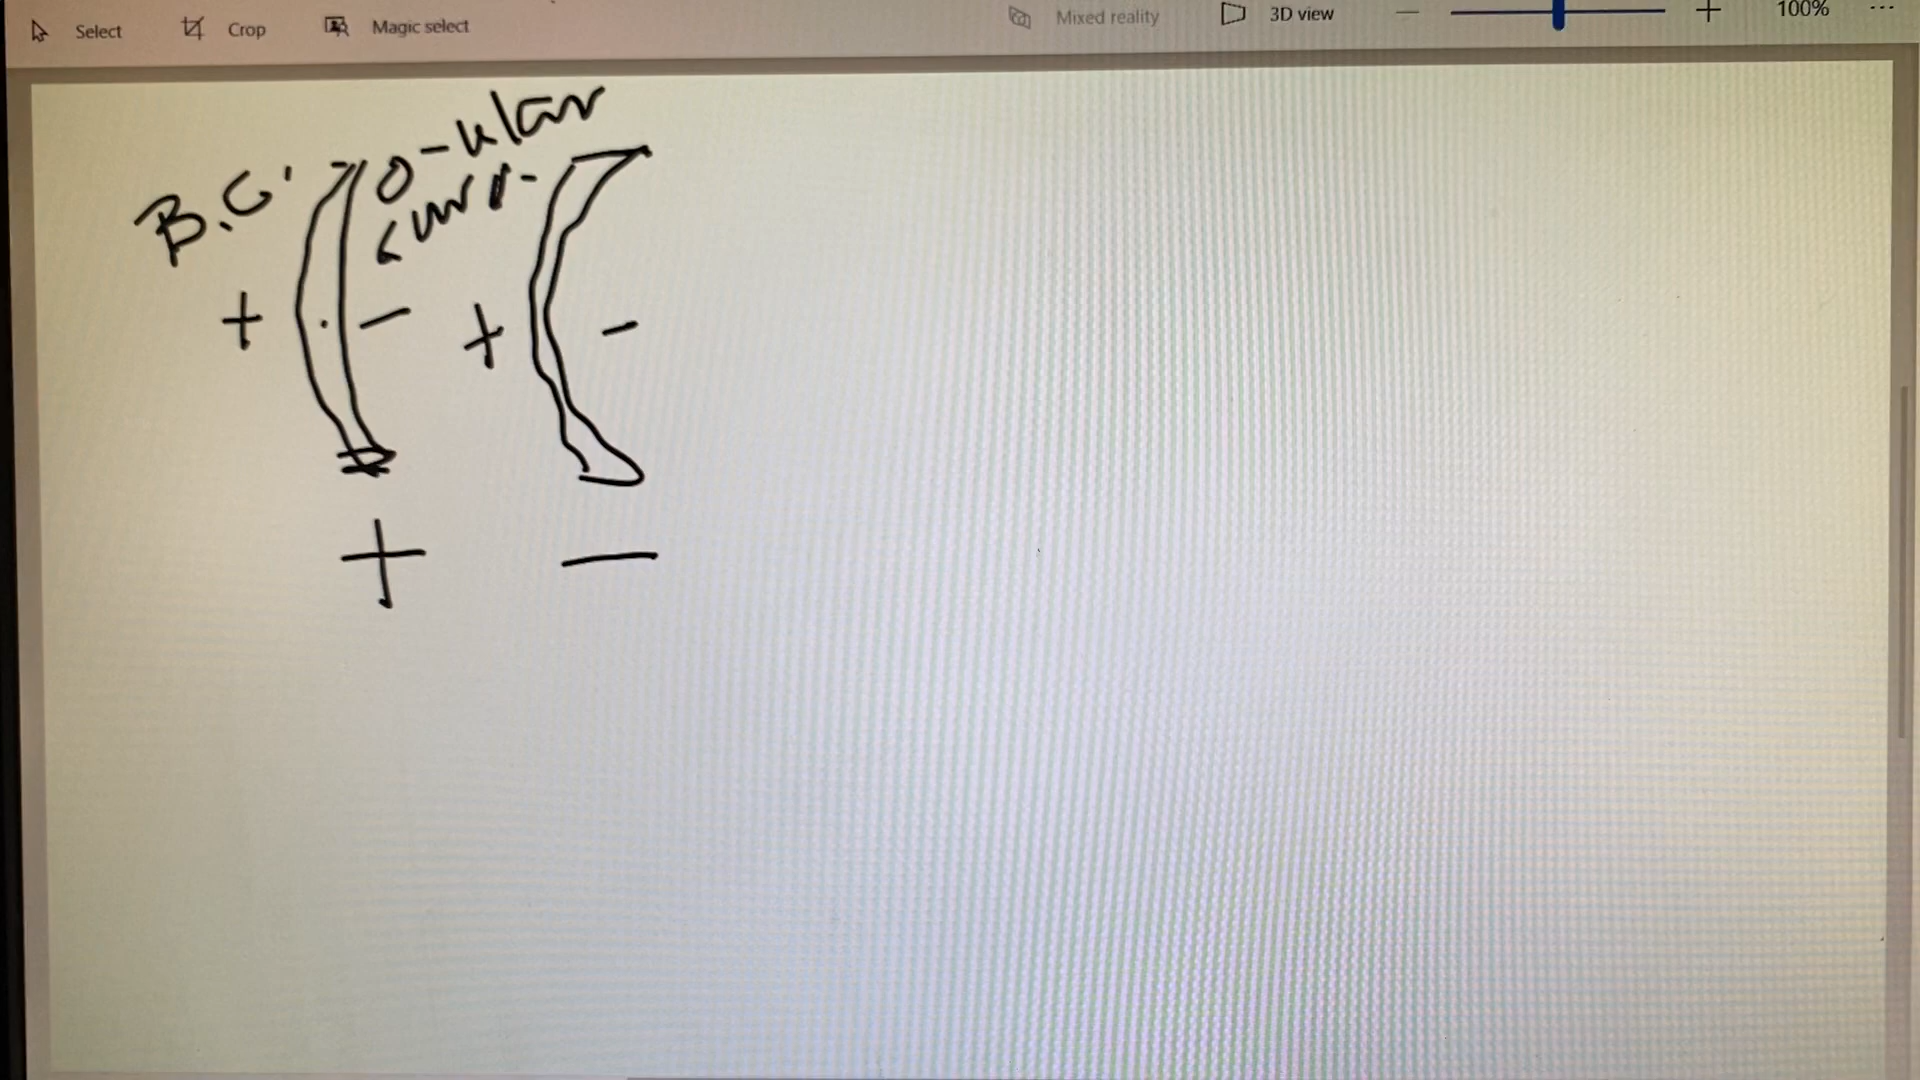 Select Crop Magic select Mixed reality 3D view — + 100% ...
B.C.
+ - + -
+ —